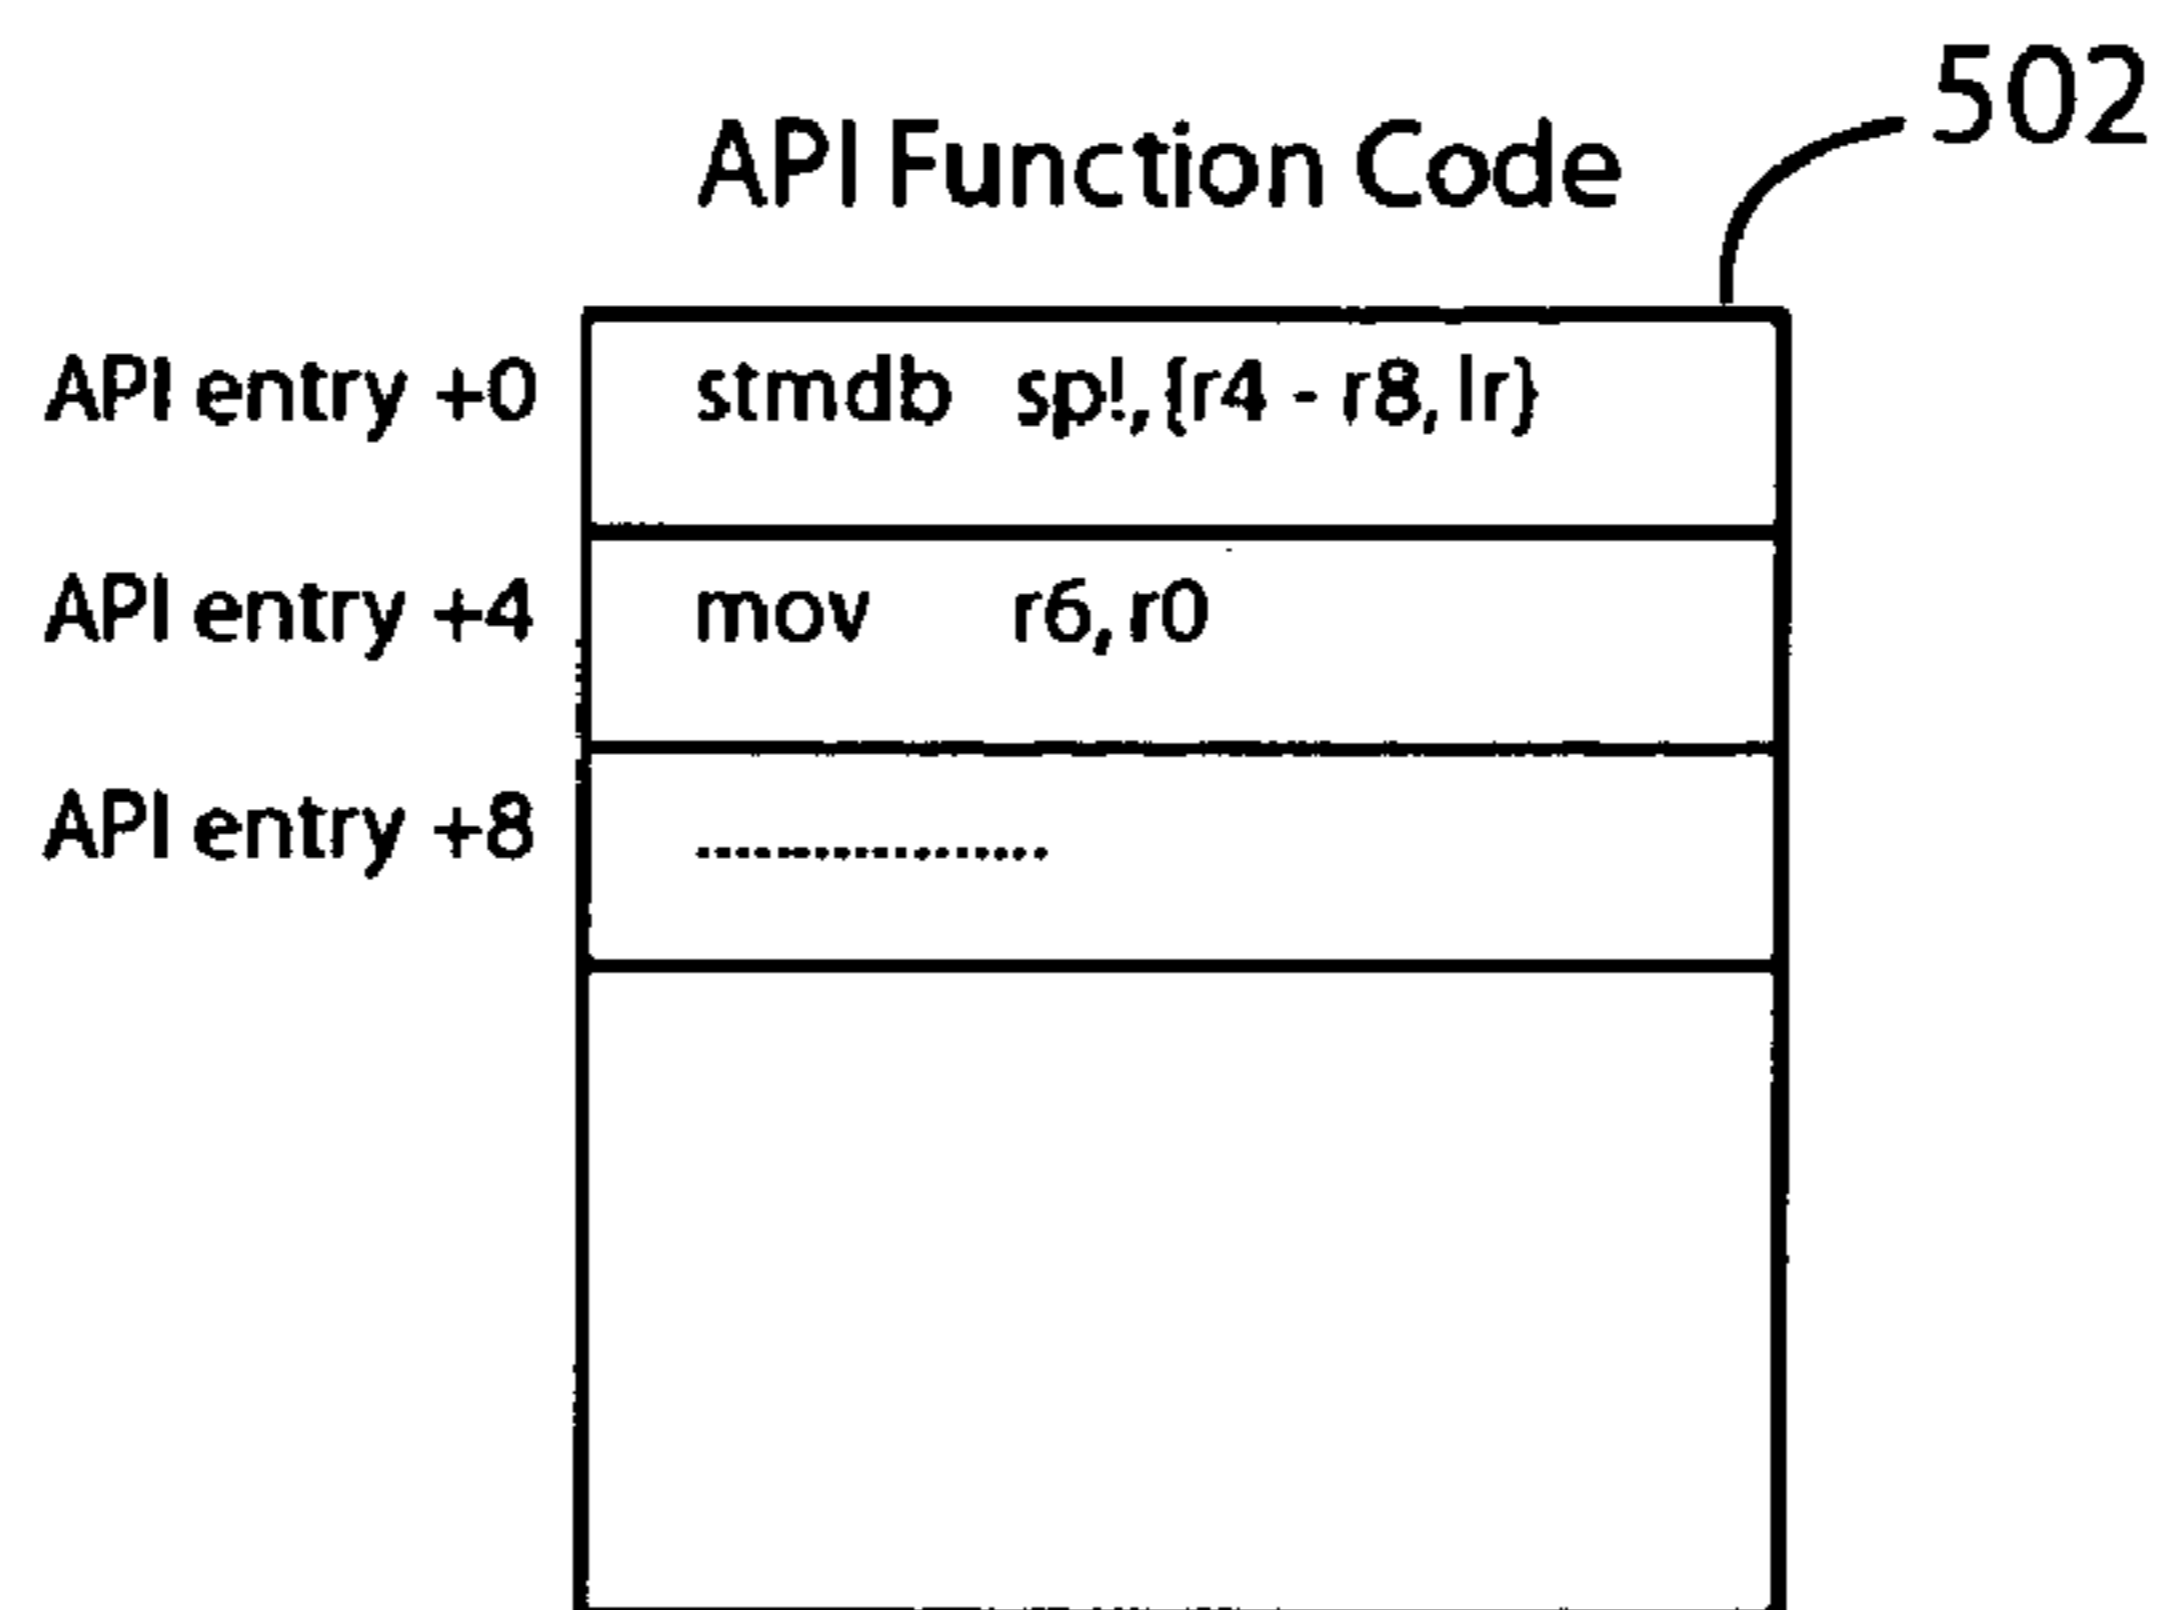 502
API Function Code
API entry +0 stmdb sp!, {r4 - r8, lr}
API entry +4 mov r6, r0
API entry +8 ..................